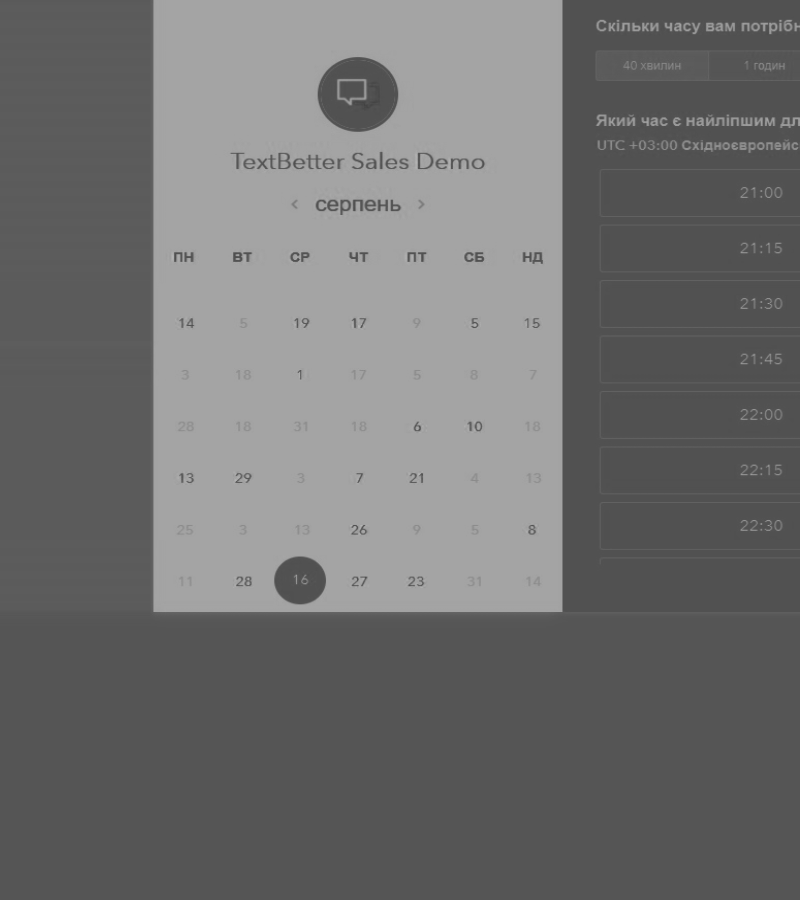 TextBetter Sales Demo
‹ серпень ›
ПН ВТ СР ЧТ ПТ СБ НД
14 5 19 17 9 5 15
3 18 1 17 5 8 7
28 18 31 18 6 10 18
13 29 3 7 21 4 13
25 3 13 26 9 5 8
11 28 16 27 23 31 14
Скільки часу вам потрібн
40 хвилин 1 годин
Який час є найліпшим дл
UTC +03:00 Східноєвропейс
21:00
21:15
21:30
21:45
22:00
22:15
22:30